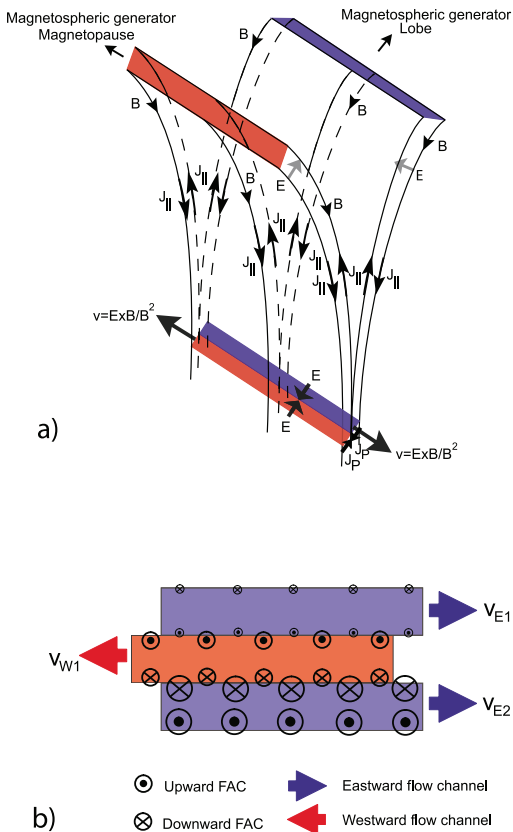 a)
Magnetospheric generator
Magnetopause
Magnetospheric generator
Lobe
B
B
B
B
B
B
E
E
J||
J||
J||
J||
J||
J||
J||
J||
v=ExB/B²
E
E
JP
JP
v=ExB/B²
a)
VE1
VW1
VE2
Upward FAC
Eastward flow channel
Downward FAC
Westward flow channel
b)